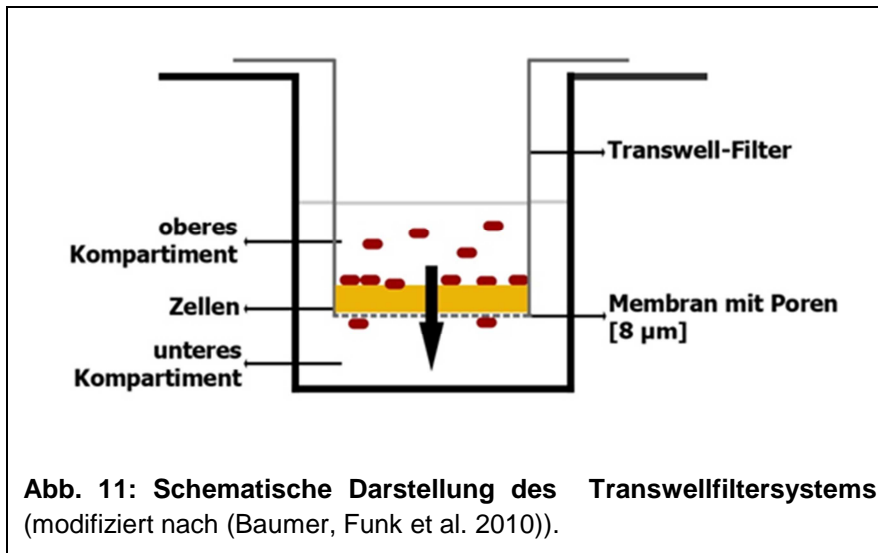 Transwell-Filter
oberes
Kompartiment
Zellen
Membran mit Poren
[8 µm]
unteres
Kompartiment
Abb. 11: Schematische Darstellung des Transwellfiltersystems
(modifiziert nach (Baumer, Funk et al. 2010)).